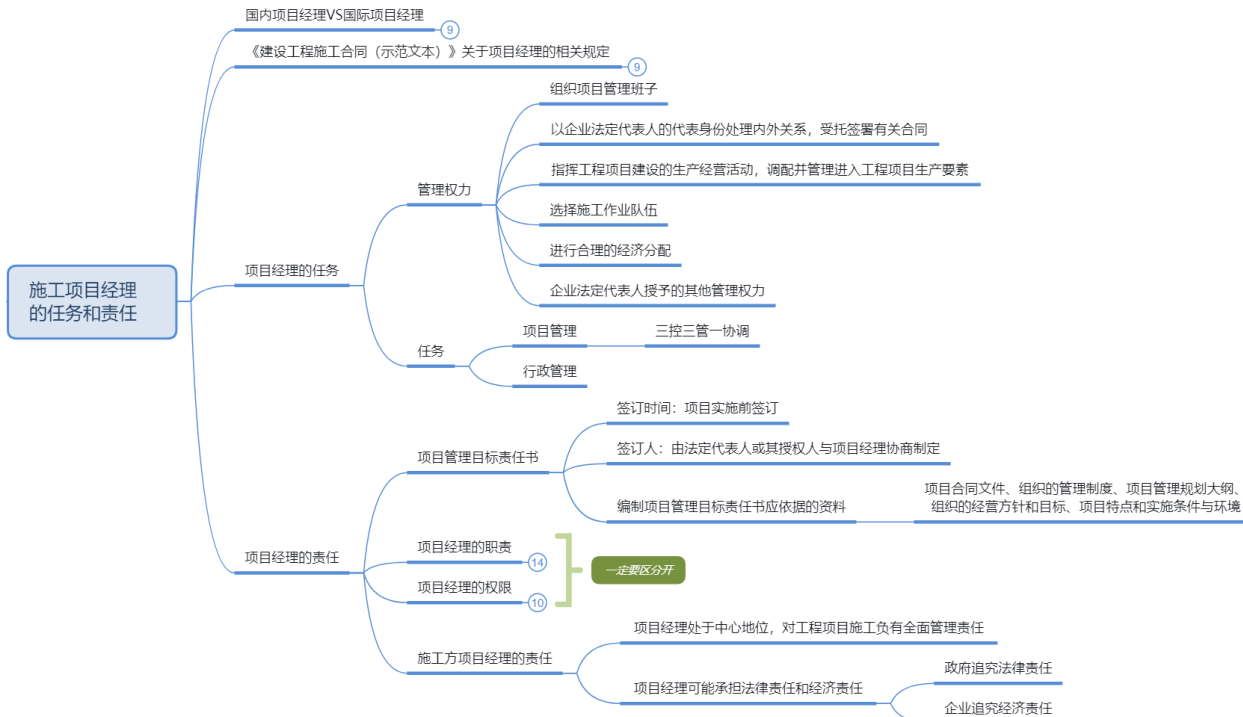 国内项目经理VS国际项目经理
9
《建设工程施工合同（示范文本）》关于项目经理的相关规定
9
施工项目经理
的任务和责任
项目经理的任务
管理权力
组织项目管理班子
以企业法定代表人的代表身份处理内外关系，受托签署有关合同
指挥工程项目建设的生产经营活动，调配并管理进入工程项目生产要素
选择施工作业队伍
进行合理的经济分配
企业法定代表人授予的其他管理权力
任务
项目管理
三控三管一协调
行政管理
项目经理的责任
项目管理目标责任书
签订时间：项目实施前签订
签订人：由法定代表人或其授权人与项目经理协商制定
编制项目管理目标责任书应依据的资料
项目合同文件、组织的管理制度、项目管理规划大纲、
组织的经营方针和目标、项目特点和实施条件与环境
项目经理的职责
14
项目经理的权限
10
一定要区分开
施工方项目经理的责任
项目经理处于中心地位，对工程项目施工负有全面管理责任
项目经理可能承担法律责任和经济责任
政府追究法律责任
企业追究经济责任